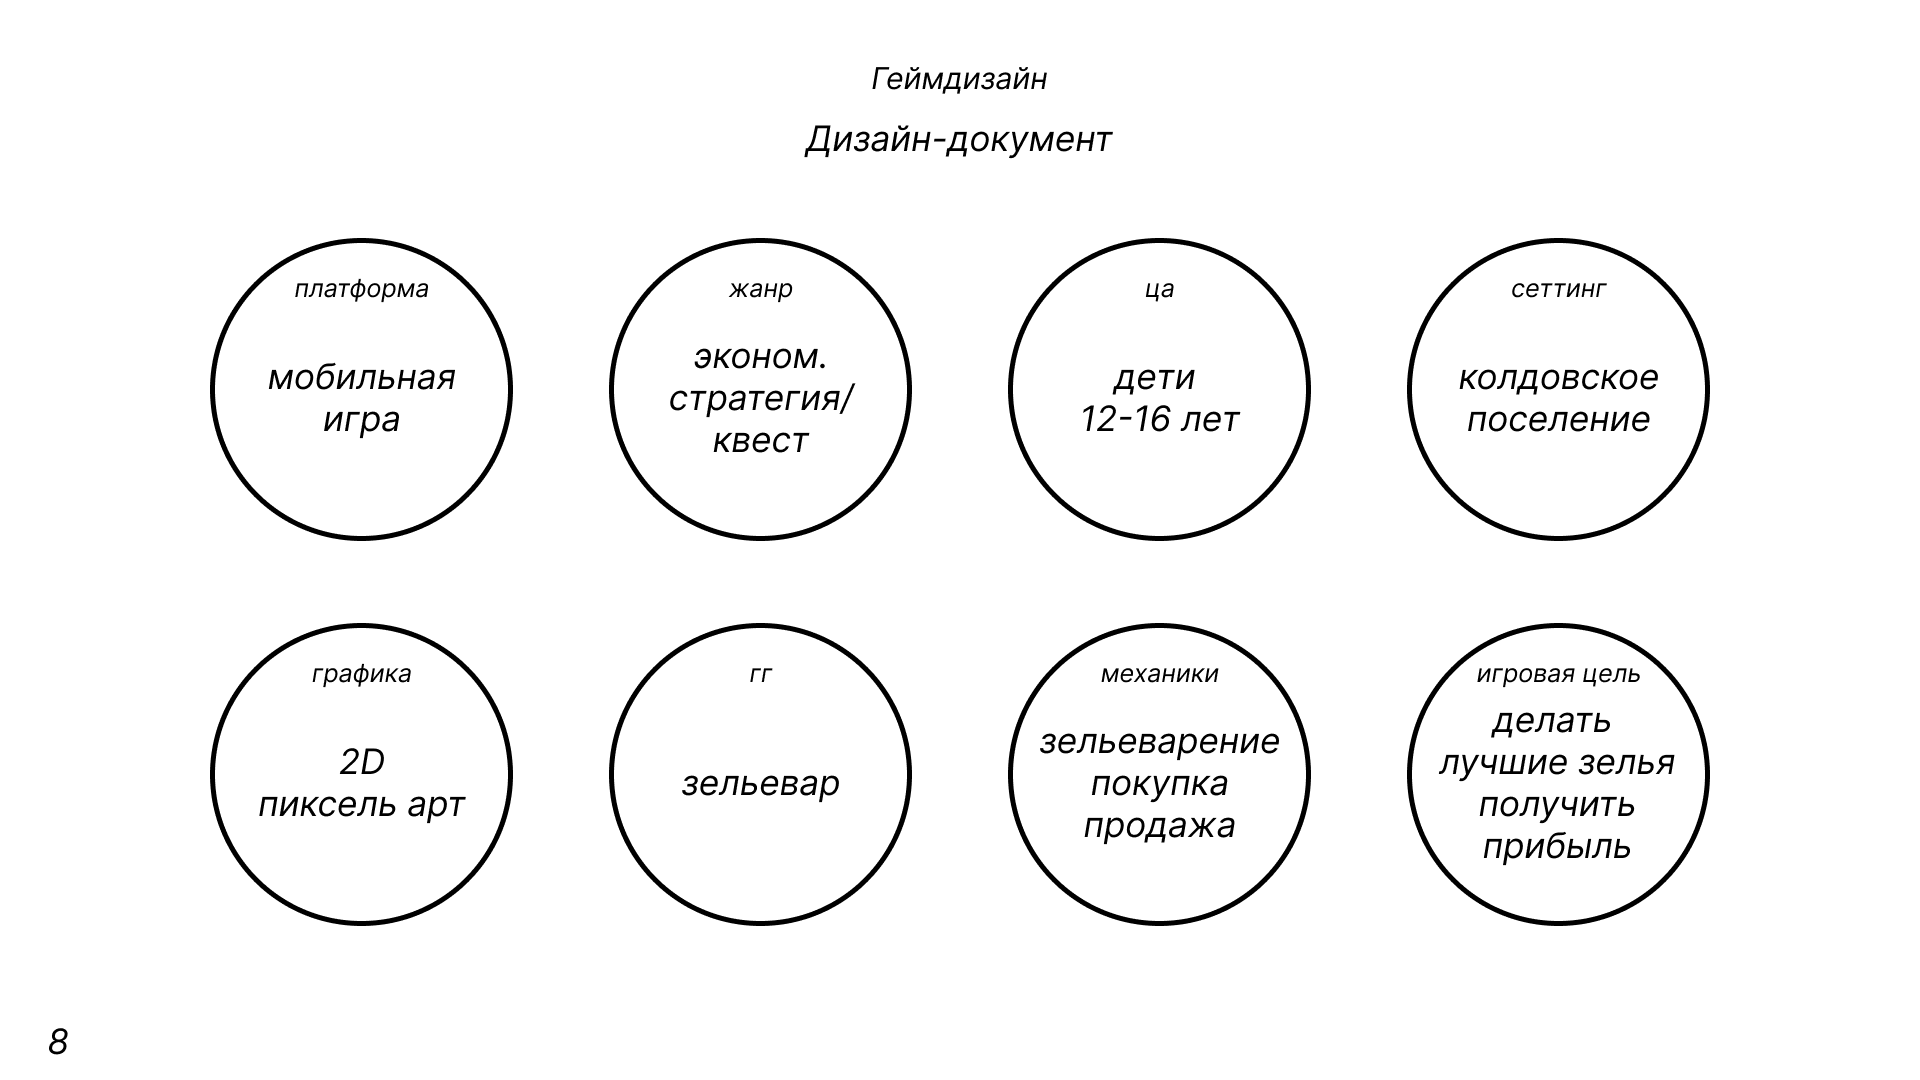 Геймдизайн
Дизайн-документ
платформа
мобильная
игра
жанр
эконом.
стратегия/
квест
ца
дети
12-16 лет
сеттинг
колдовское
поселение
графика
2D
пиксель арт
гг
зельевар
механики
зельеварение
покупка
продажа
игровая цель
делать
лучшие зелья
получить
прибыль
8